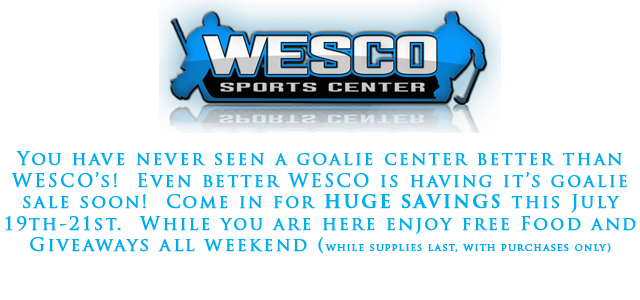 WESCO
SPORTS CENTER
You have never seen a goalie center better than
WESCO's! Even better WESCO is having it's goalie
sale soon! Come in for HUGE SAVINGS this July
19th-21st. While you are here enjoy free Food and
Giveaways all weekend (while supplies last, with purchases only)